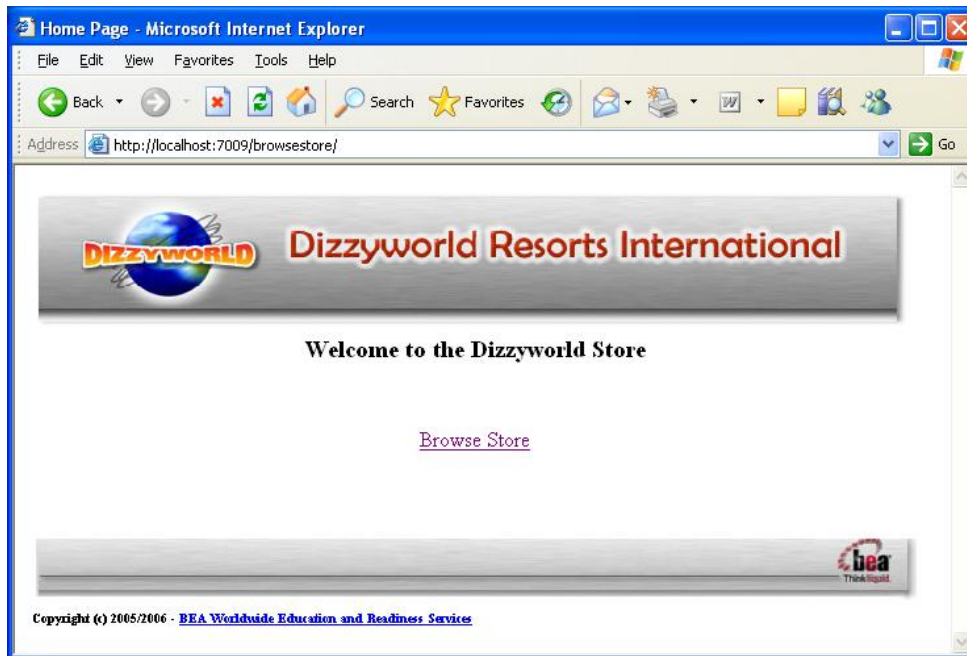 Home Page - Microsoft Internet Explorer
File Edit View Favorites Tools Help
Back Search Favorites
Address http://localhost:7009/browsestore/ Go
DIZZYWORLD Dizzyworld Resorts International
Welcome to the Dizzyworld Store
Browse Store
bea
Think liquid.
Copyright (c) 2005/2006 - BEA Worldwide Education and Readiness Services